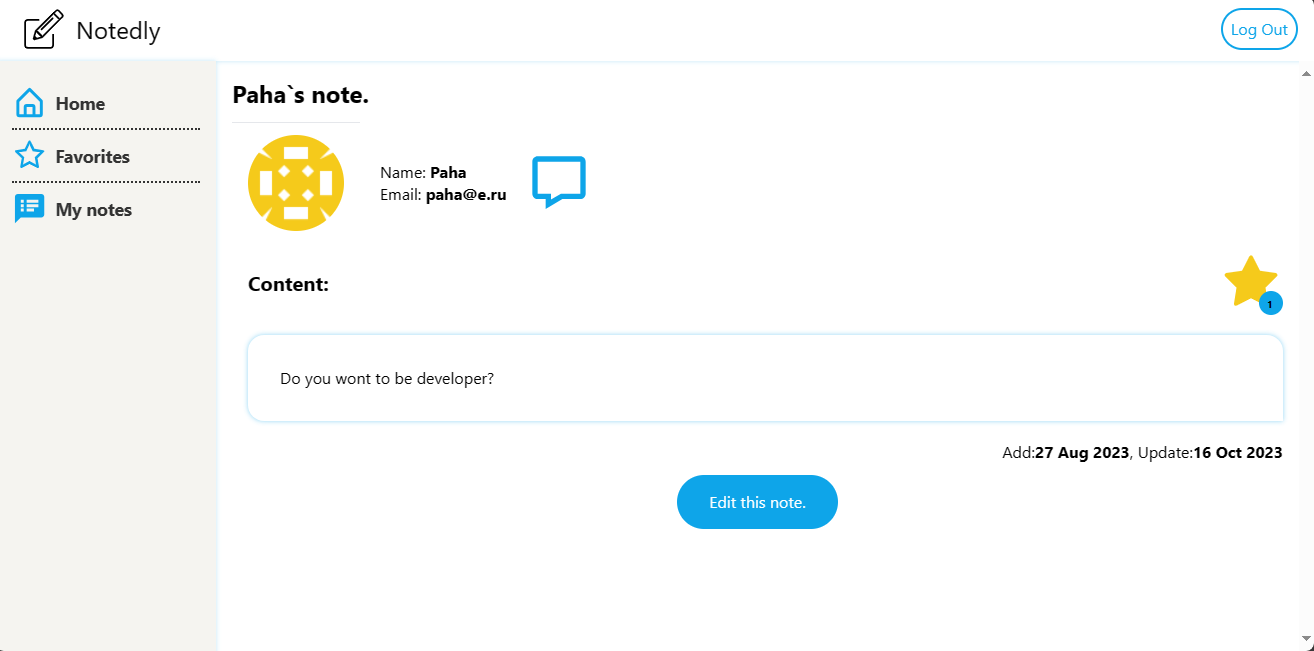 Notedly
Log Out
Home
Favorites
My notes
Paha`s note.
Name: Paha
Email: paha@e.ru
Content:
1
Do you wont to be developer?
Add:27 Aug 2023, Update:16 Oct 2023
Edit this note.